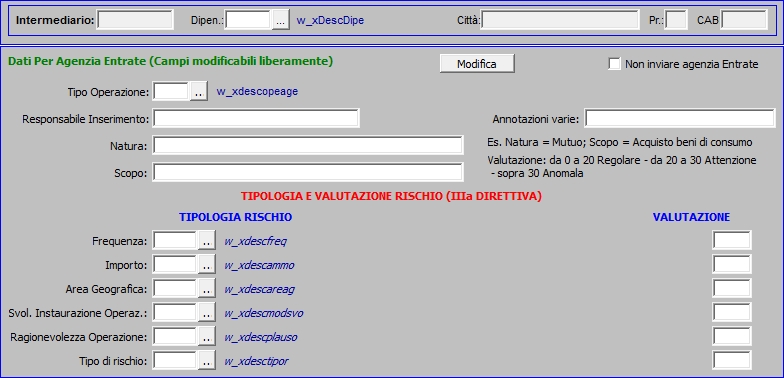 Intermediario: Dipen.: ... w_xDescDipe Città: Pr.: CAB
Dati Per Agenzia Entrate (Campi modificabili liberamente) Modifica Non inviare agenzia Entrate
Tipo Operazione: .. w_xdescopeage
Responsabile Inserimento: Annotazioni varie:
Natura: Es. Natura = Mutuo; Scopo = Acquisto beni di consumo
Scopo: Valutazione: da 0 a 20 Regolare - da 20 a 30 Attenzione
- sopra 30 Anomala
TIPOLOGIA E VALUTAZIONE RISCHIO (IIIa DIRETTIVA)
TIPOLOGIA RISCHIO VALUTAZIONE
Frequenza: .. w_xdescfreq
Importo: .. w_xdescammo
Area Geografica: .. w_xdescareag
Svol. Instaurazione Operaz.: .. w_xdescmodsvo
Ragionevolezza Operazione: .. w_xdescplauso
Tipo di rischio: .. w_xdesctipor